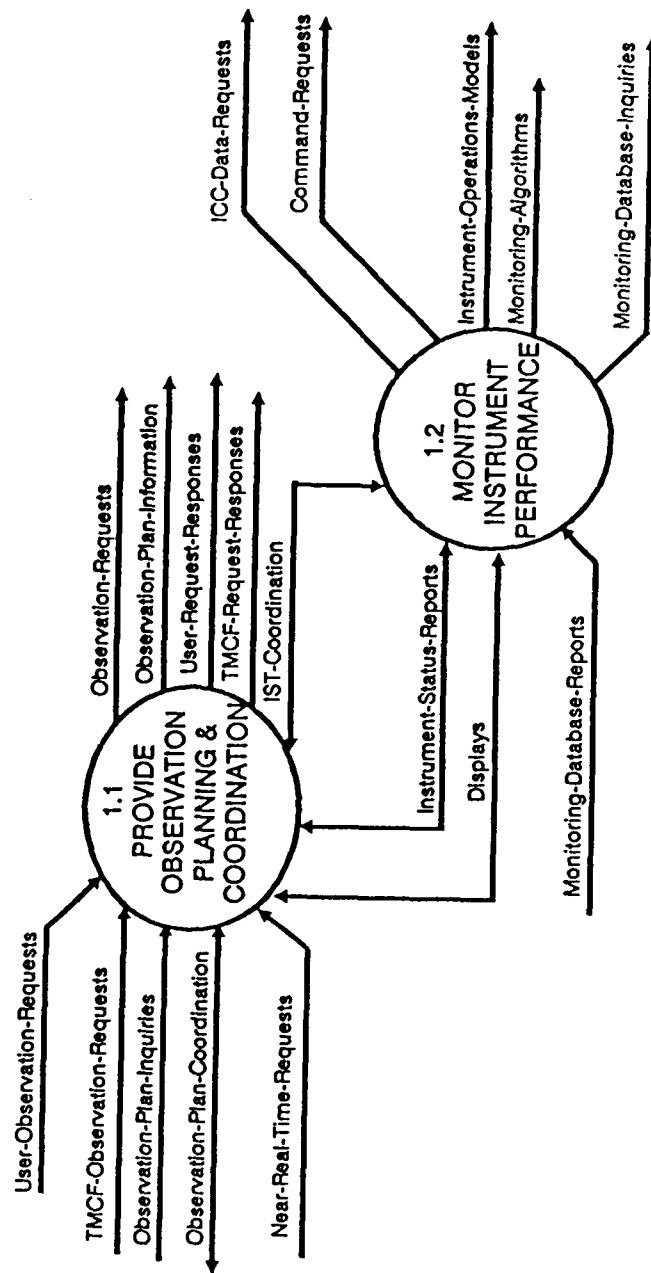 User-Observation-Requests
TMCF-Observation-Requests
Observation-Plan-Inquiries
Observation-Plan-Coordination
Near-Real-Time-Requests
1.1
PROVIDE
OBSERVATION
PLANNING &
COORDINATION
Observation-Requests
Observation-Plan-Information
User-Request-Responses
TMCF-Request-Responses
IST-Coordination
Instrument-Status-Reports
Displays
Monitoring-Database-Reports
1.2
MONITOR
INSTRUMENT
PERFORMANCE
ICC-Data-Requests
Command-Requests
Instrument-Operations-Models
Monitoring-Algorithms
Monitoring-Database-Inquiries